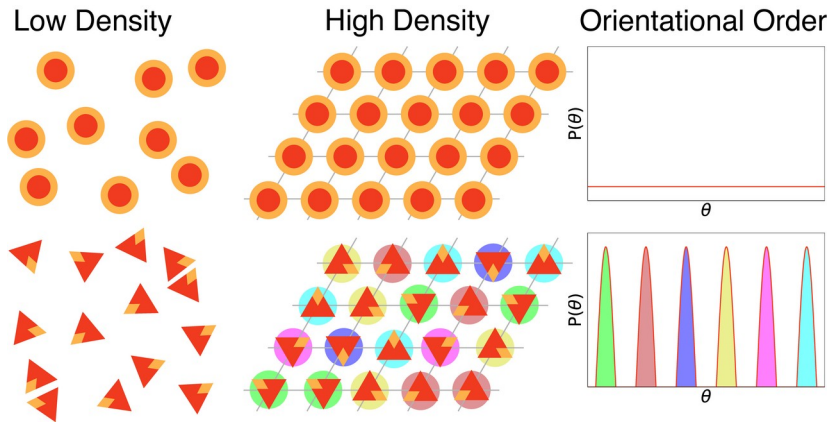 Low Density
High Density
Orientational Order
P(θ)
θ
P(θ)
θ